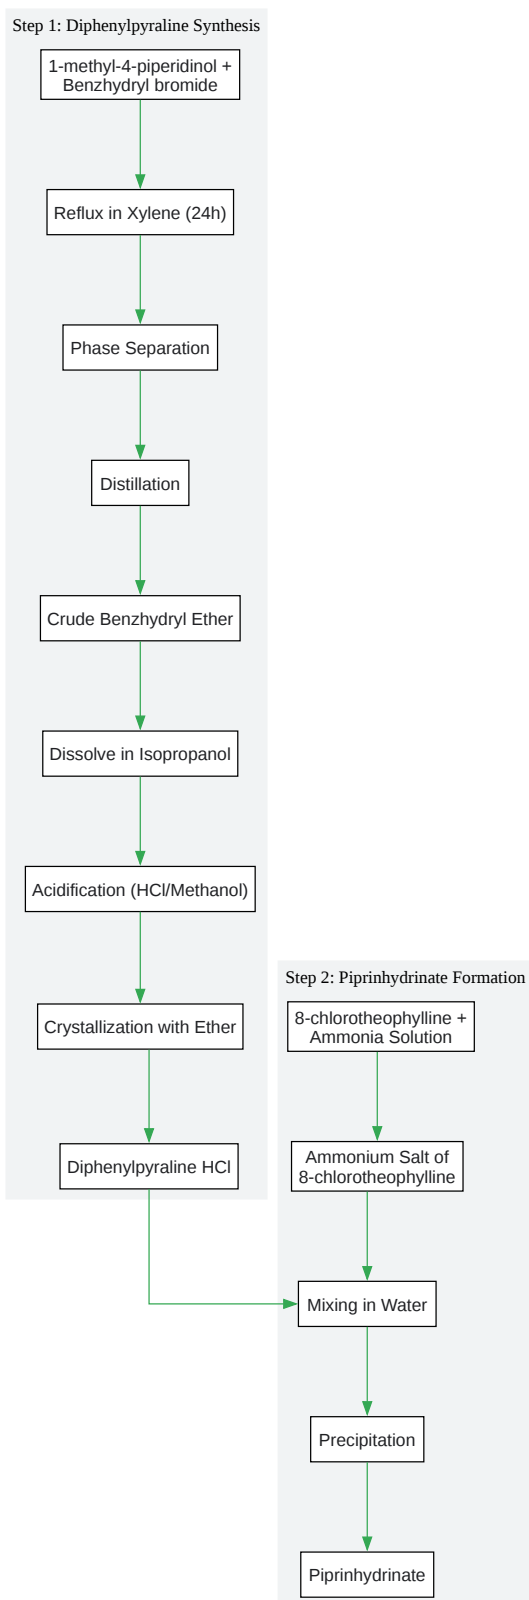 Step 1: Diphenylpyraline Synthesis
1-methyl-4-piperidinol +
Benzhydryl bromide
Reflux in Xylene (24h)
Phase Separation
Distillation
Crude Benzhydryl Ether
Dissolve in Isopropanol
Acidification (HCl/Methanol)
Crystallization with Ether
Diphenylpyraline HCl
Step 2: Piprinhydrinate Formation
8-chlorotheophylline +
Ammonia Solution
Ammonium Salt of
8-chlorotheophylline
Mixing in Water
Precipitation
Piprinhydrinate